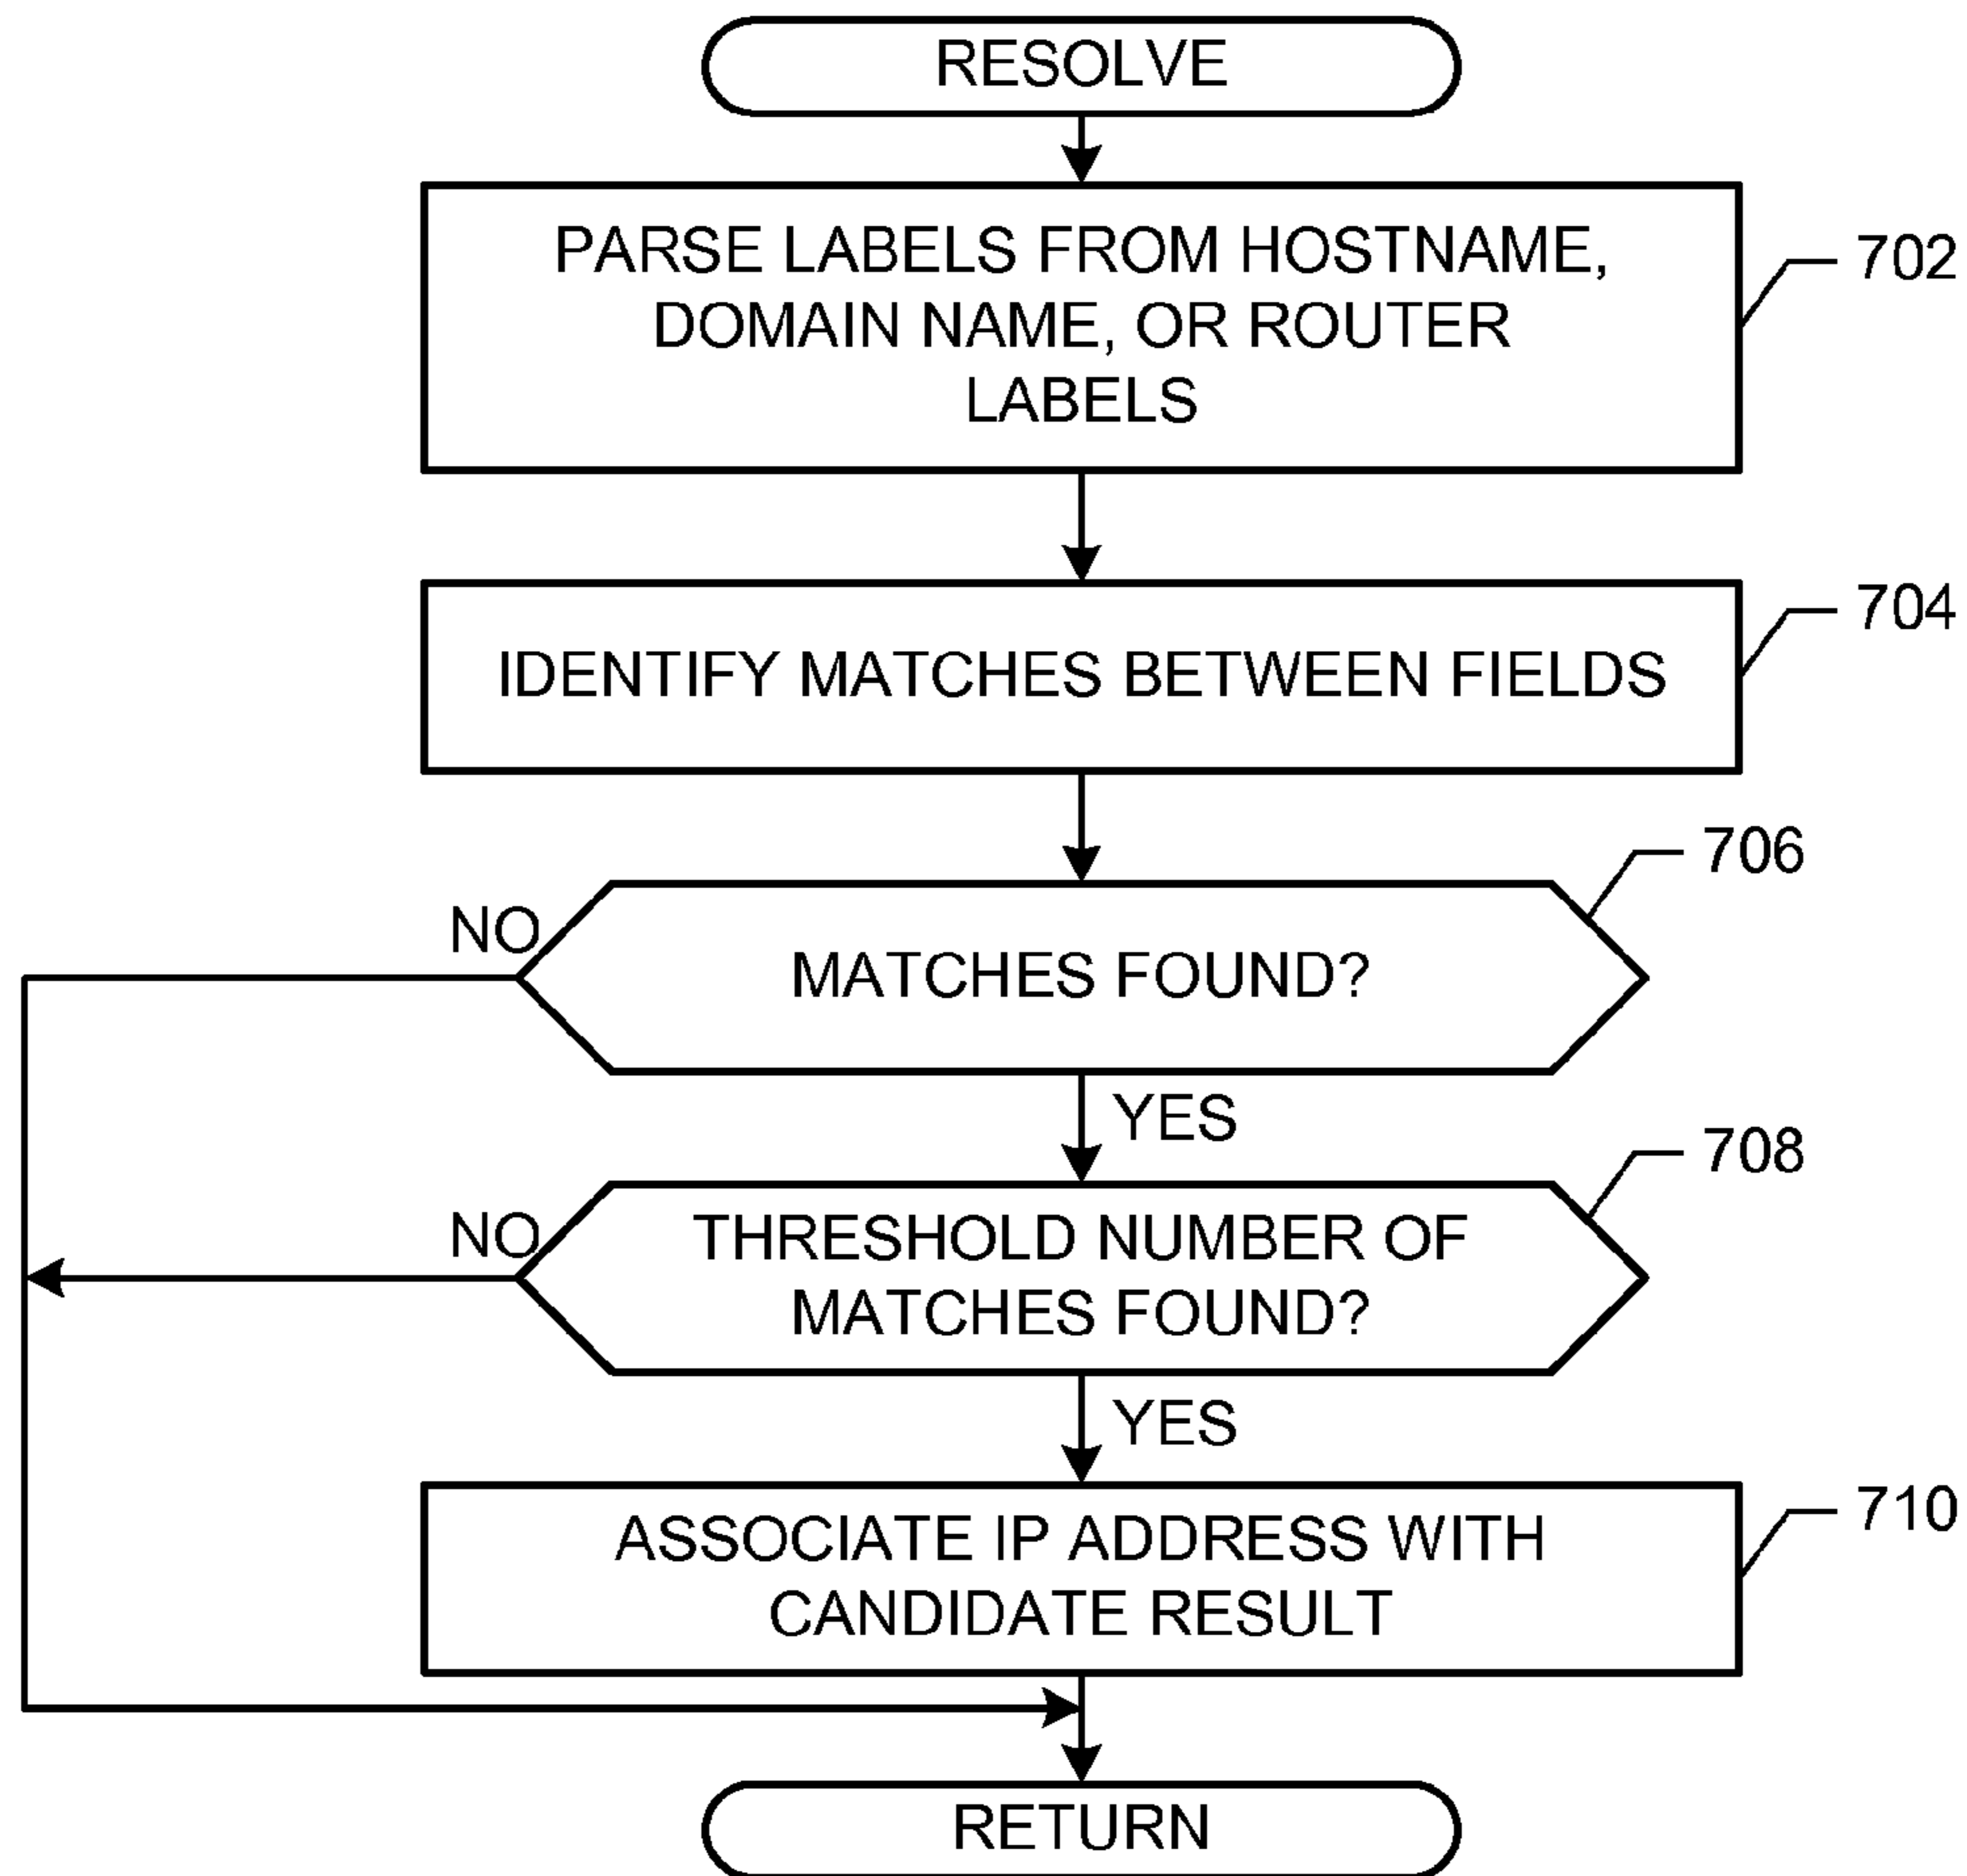 RESOLVE
PARSE LABELS FROM HOSTNAME,
DOMAIN NAME, OR ROUTER
LABELS
702
IDENTIFY MATCHES BETWEEN FIELDS
704
706
NO
MATCHES FOUND?
YES
708
NO
THRESHOLD NUMBER OF
MATCHES FOUND?
YES
ASSOCIATE IP ADDRESS WITH
CANDIDATE RESULT
710
RETURN